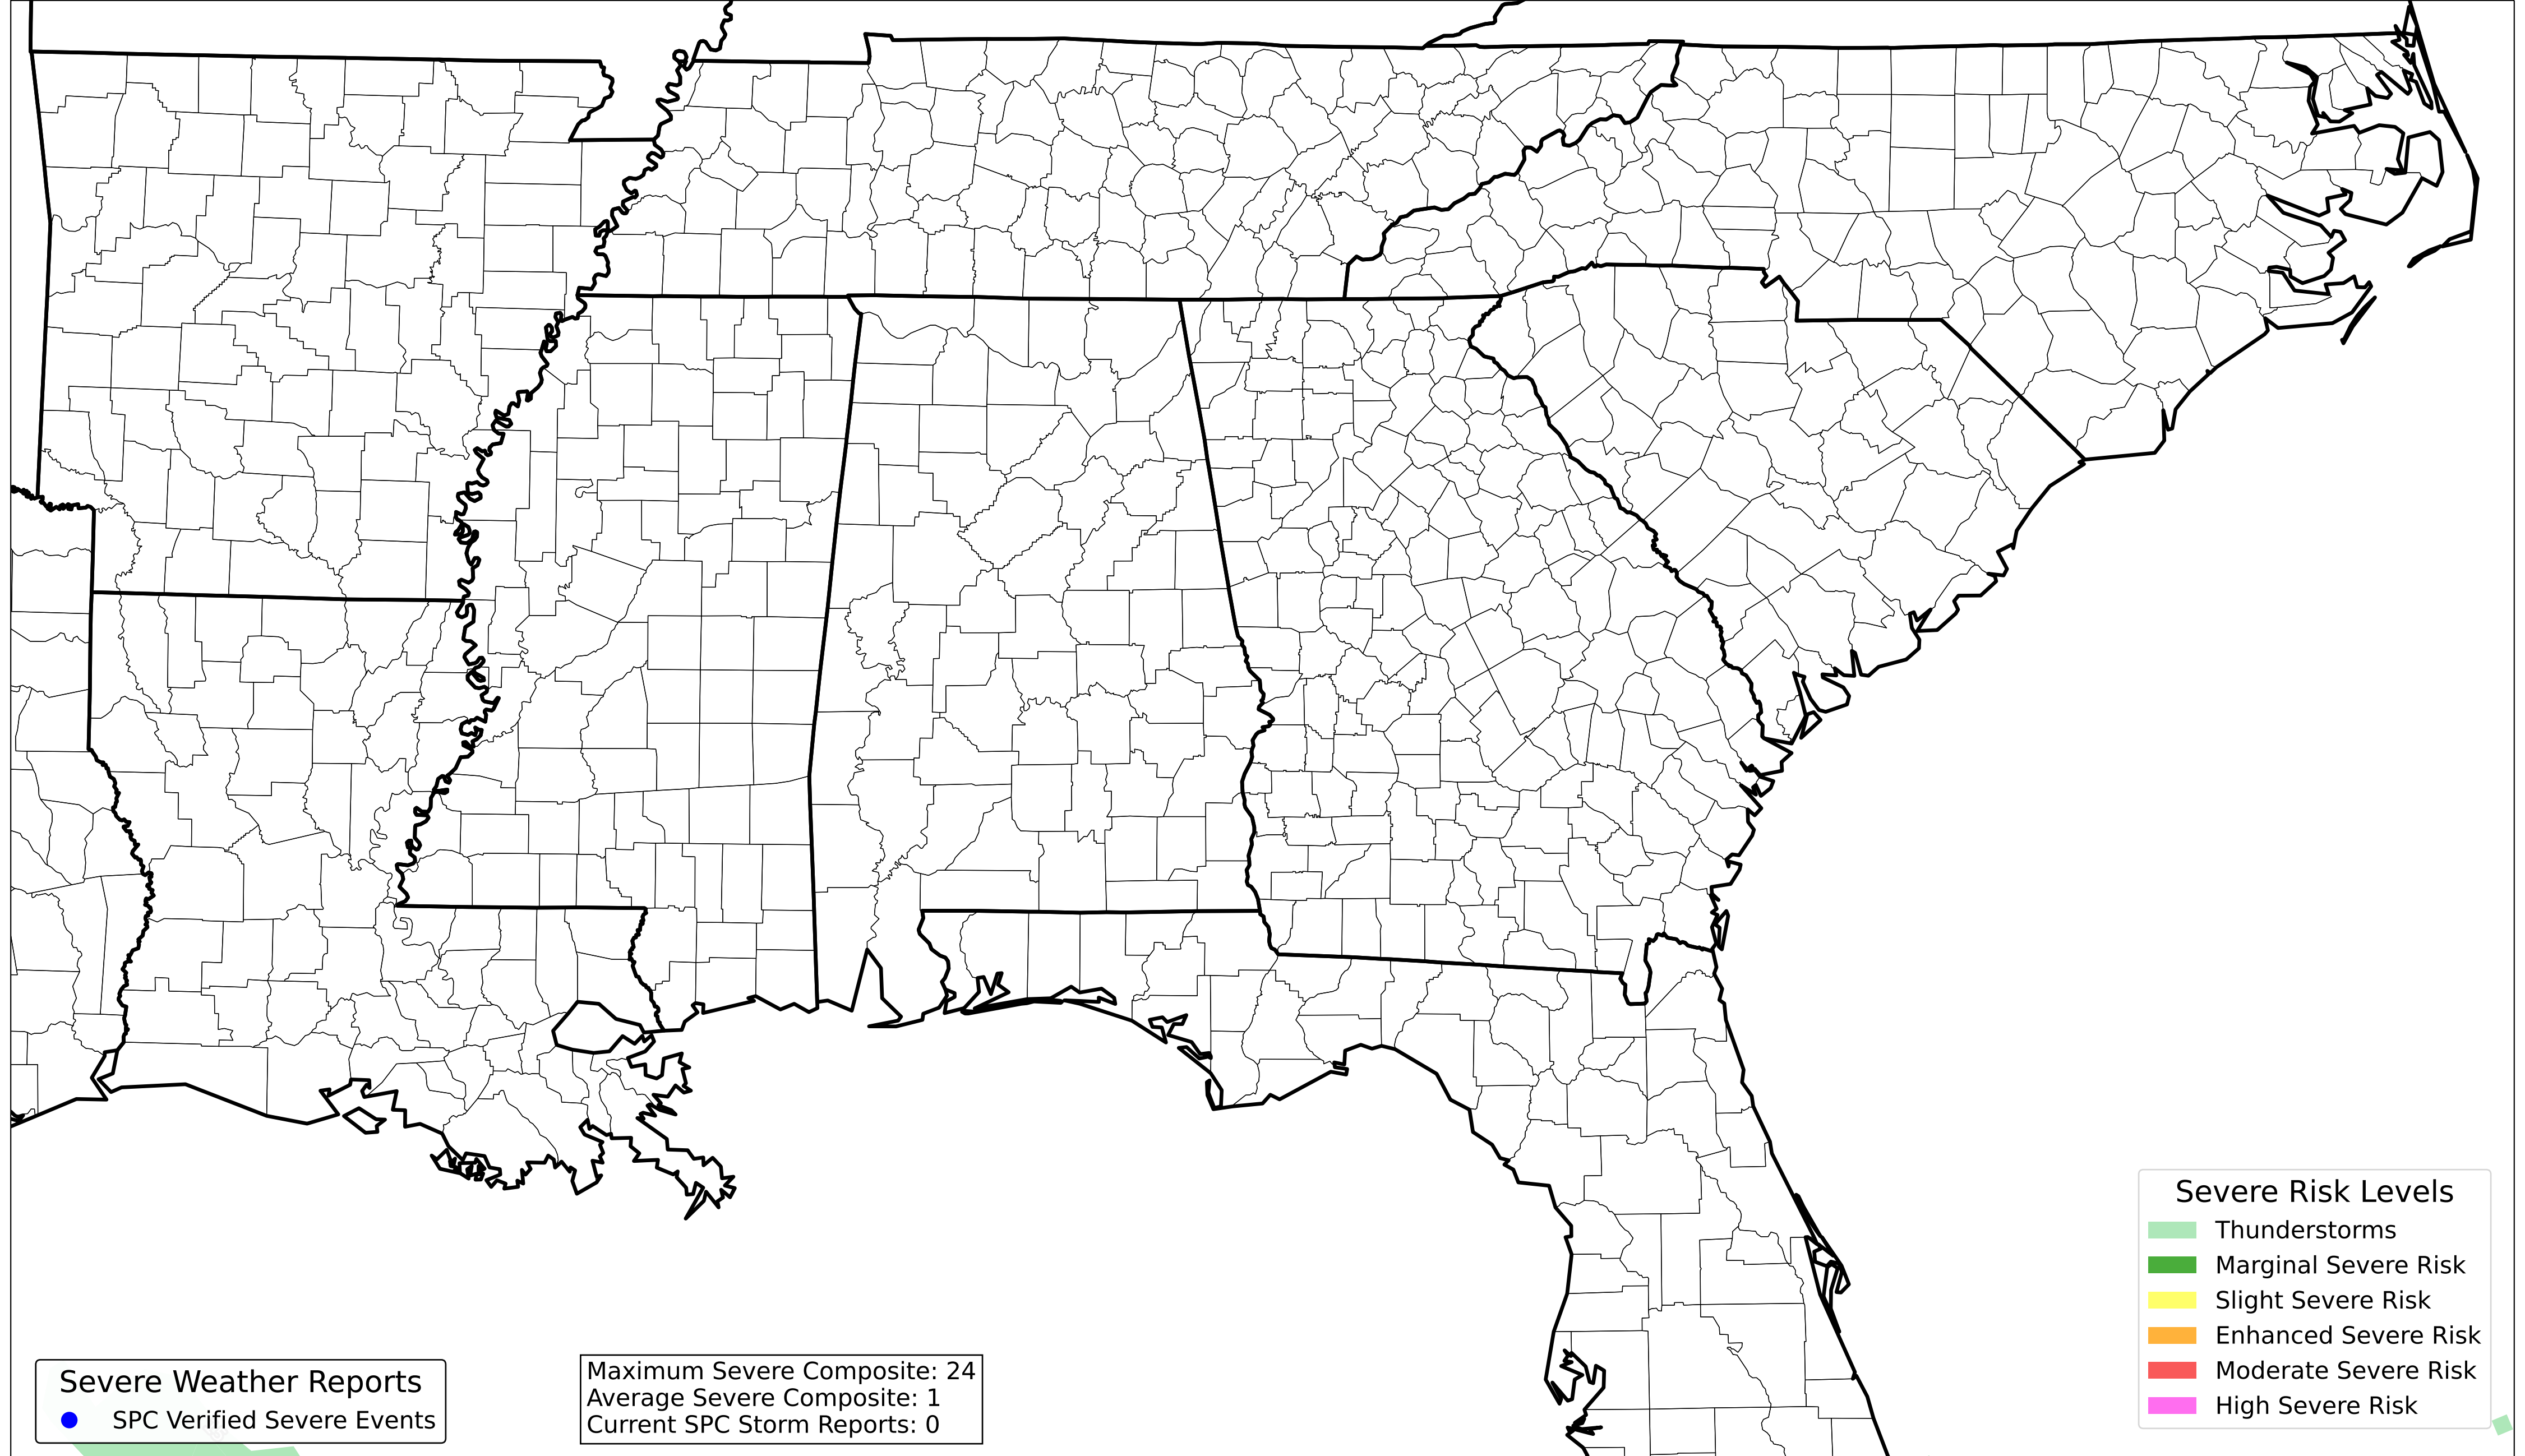 Severe Weather Reports
SPC Verified Severe Events
Maximum Severe Composite: 24
Average Severe Composite: 1
Current SPC Storm Reports: 0
Severe Risk Levels
Thunderstorms
Marginal Severe Risk
Slight Severe Risk
Enhanced Severe Risk
Moderate Severe Risk
High Severe Risk